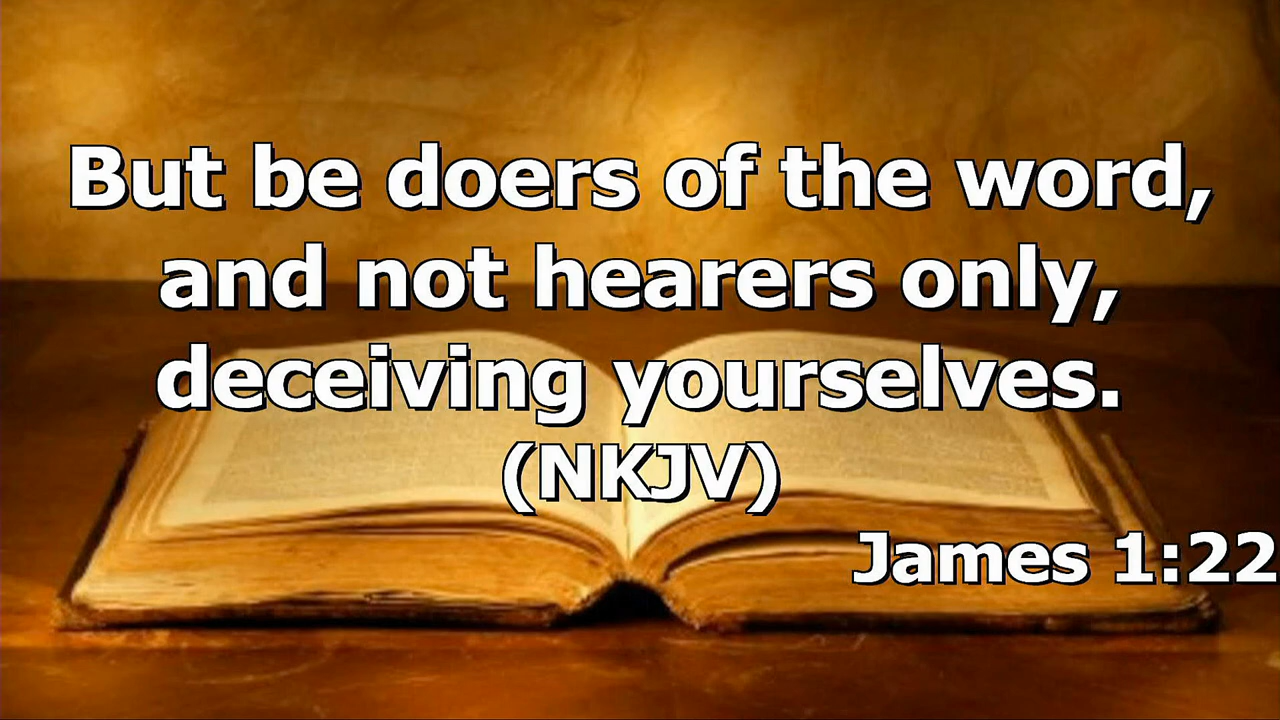 But be doers of the word,
and not hearers only,
deceiving yourselves.
(NKJV)
James 1:22